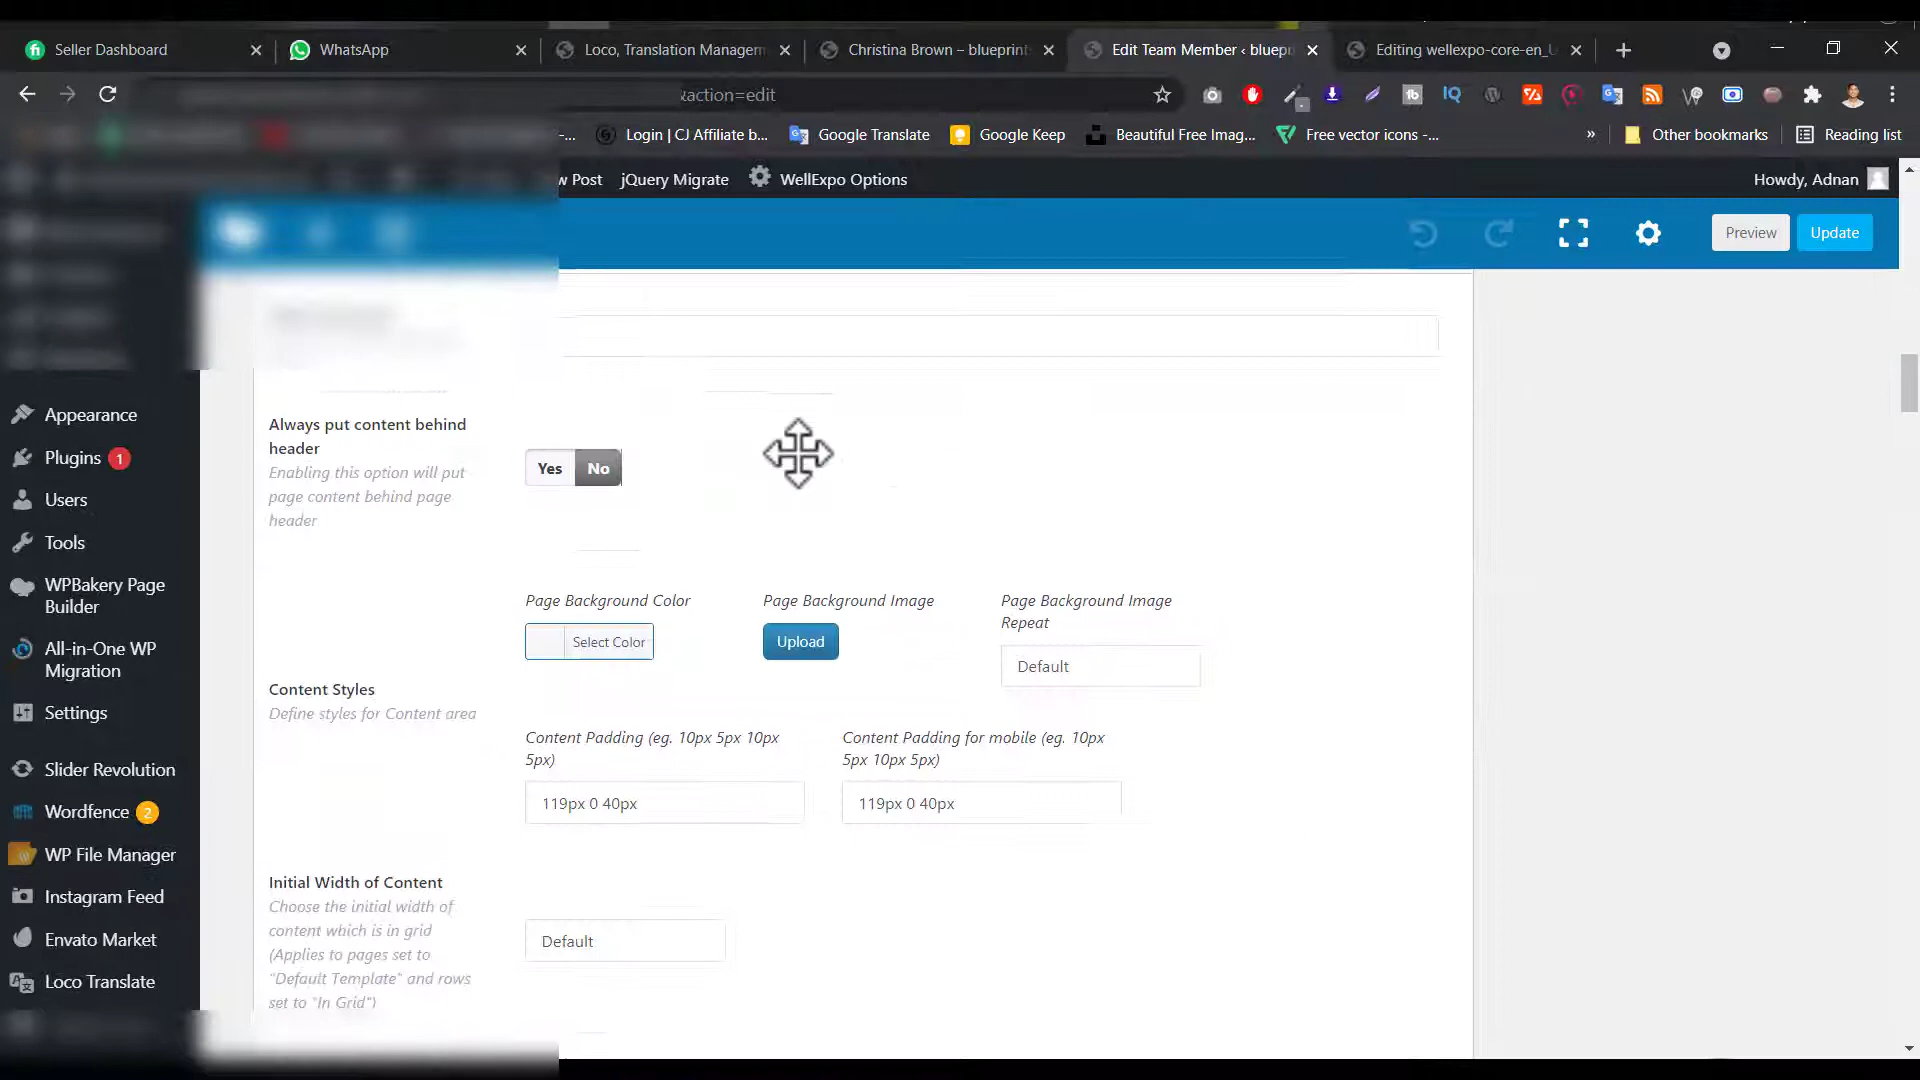 Seller Dashboard
WhatsApp
Loco, Translation Managem
Christina Brown – blueprint
Edit Team Member ‹ bluep
Editing wellexpo-core-en_U
&action=edit
-...
Login | CJ Affiliate b...
Google Translate
Google Keep
Beautiful Free Imag...
Free vector icons -...
»
Other bookmarks
Reading list
w Post
jQuery Migrate
WellExpo Options
Howdy, Adnan
Preview
Update
Appearance
Plugins 1
Users
Tools
WPBakery Page
Builder
All-in-One WP
Migration
Settings
Slider Revolution
Wordfence 2
WP File Manager
Instagram Feed
Envato Market
Loco Translate
Always put content behind
header
Enabling this option will put
page content behind page
header
Yes
No
Page Background Color
Page Background Image
Page Background Image
Repeat
Select Color
Upload
Default
Content Styles
Define styles for Content area
Content Padding (eg. 10px 5px 10px
5px)
Content Padding for mobile (eg. 10px
5px 10px 5px)
119px 0 40px
119px 0 40px
Initial Width of Content
Choose the initial width of
content which is in grid
(Applies to pages set to
"Default Template" and rows
set to "In Grid")
Default